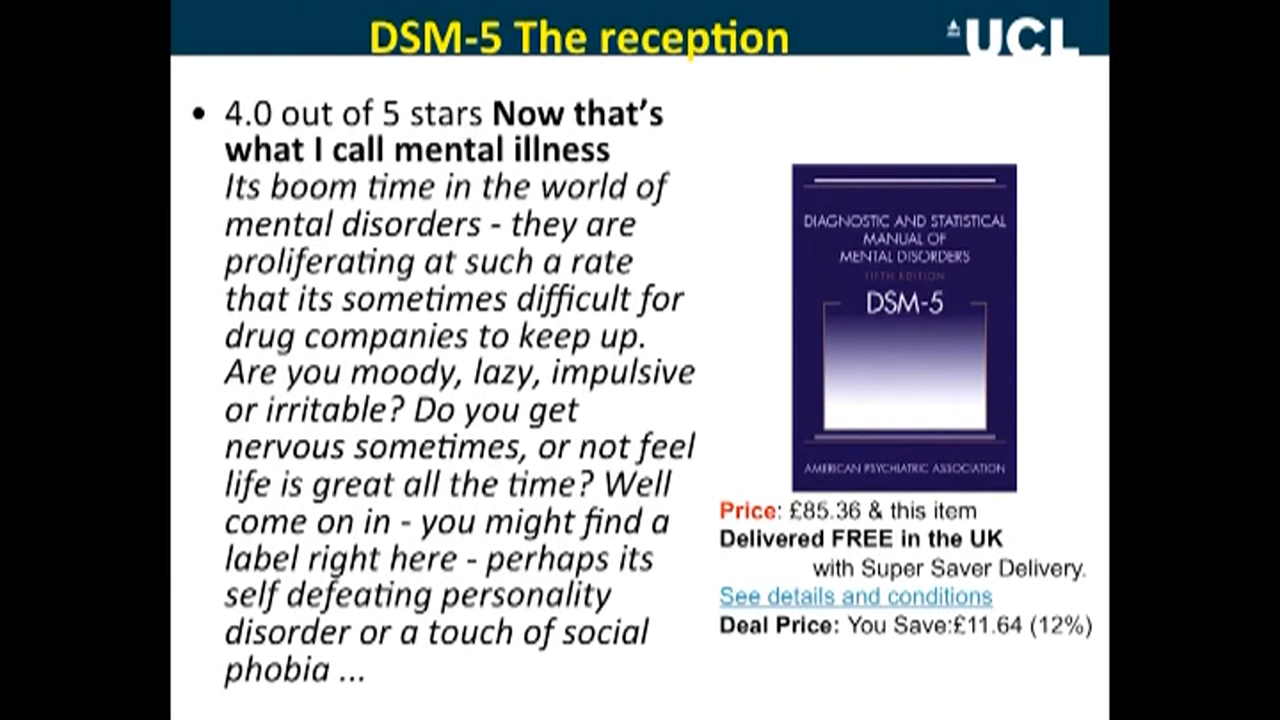 DSM-5 The reception
UCL
• 4.0 out of 5 stars Now that's
what I call mental illness
Its boom time in the world of
mental disorders - they are
proliferating at such a rate
that its sometimes difficult for
drug companies to keep up.
Are you moody, lazy, impulsive
or irritable? Do you get
nervous sometimes, or not feel
life is great all the time? Well
come on in - you might find a
label right here - perhaps its
self defeating personality
disorder or a touch of social
phobia ...
DIAGNOSTIC AND STATISTICAL
MANUAL OF
MENTAL DISORDERS
FIFTH EDITION
DSM-5
AMERICAN PSYCHIATRIC ASSOCIATION
Price: £85.36 & this item
Delivered FREE in the UK
with Super Saver Delivery.
See details and conditions
Deal Price: You Save:£11.64 (12%)